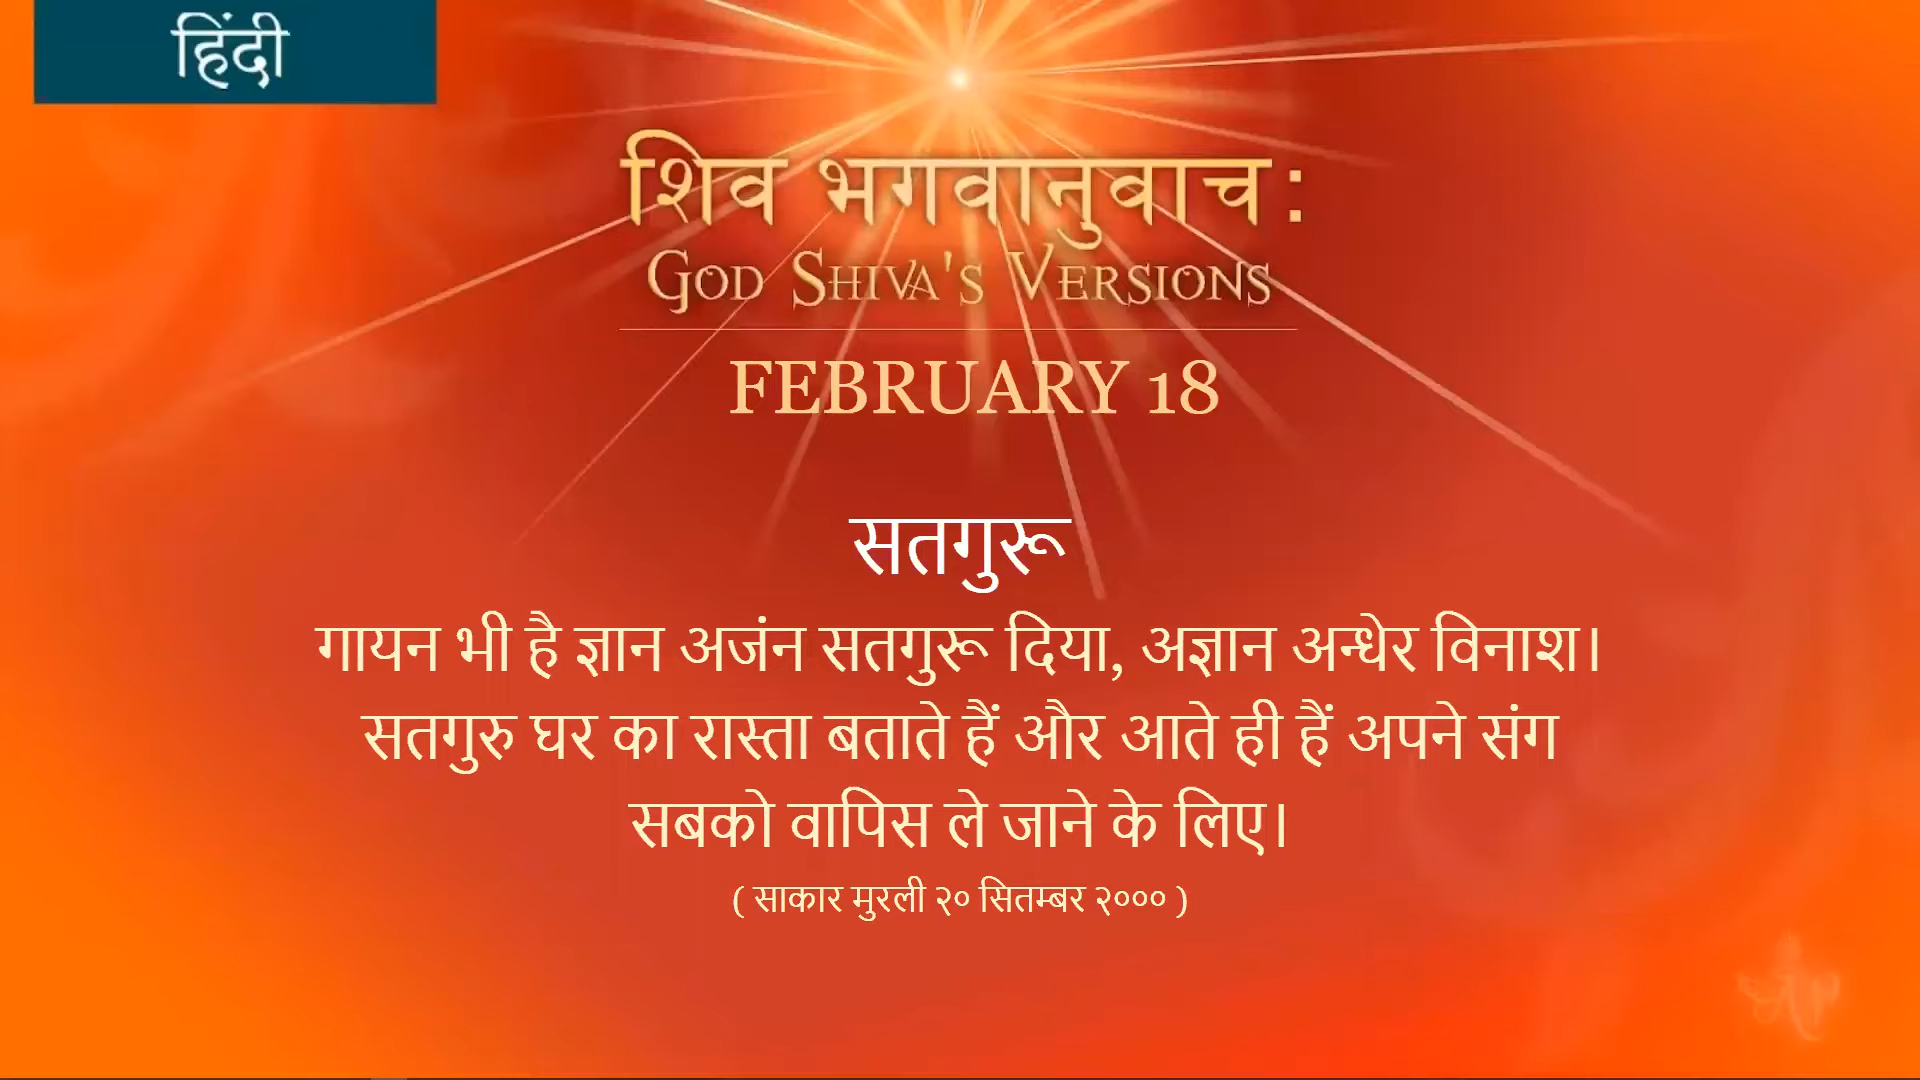 हिंदी
शिव भगवानुवाच:
GOD SHIVA'S VERSIONS
FEBRUARY 18
सतगुरू
गायन भी है ज्ञान अजंन सतगुरू दिया, अज्ञान अन्धेर विनाश।
सतगुरु घर का रास्ता बताते हैं और आते ही हैं अपने संग
सबको वापिस ले जाने के लिए।
( साकार मुरली २० सितम्बर २००० )